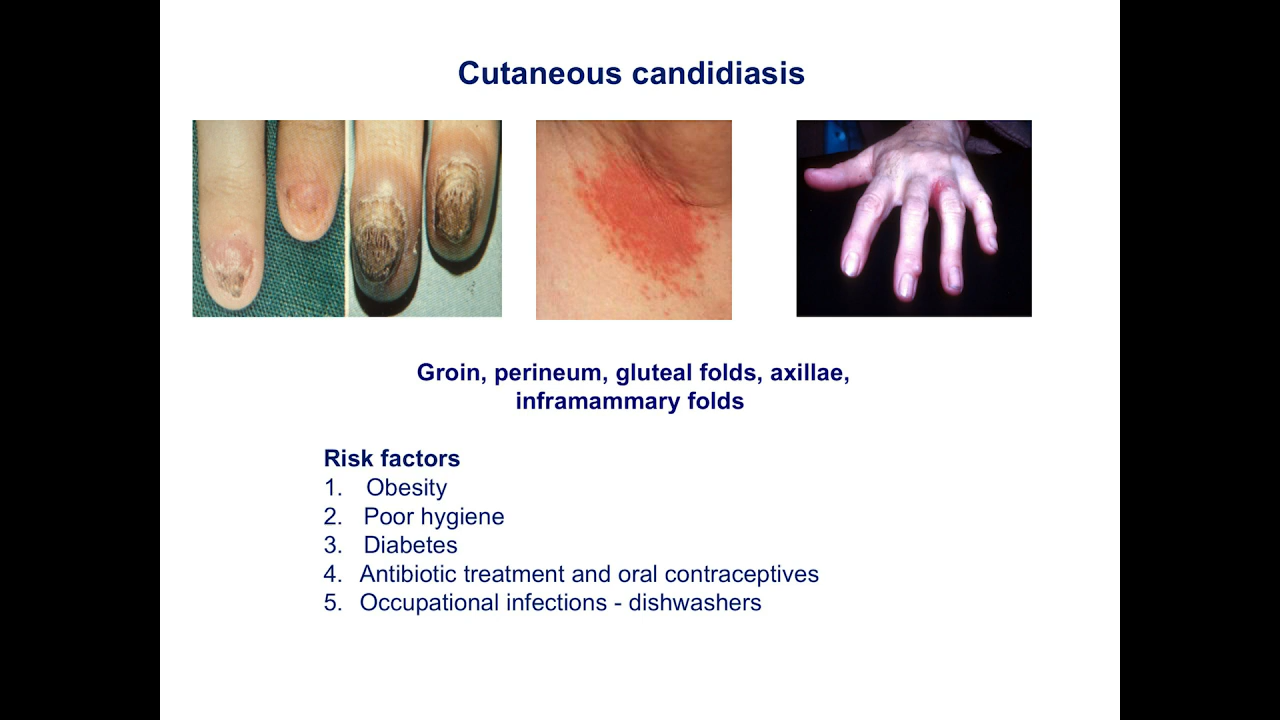 Cutaneous candidiasis
Groin, perineum, gluteal folds, axillae,
inframammary folds
Risk factors
1. Obesity
2. Poor hygiene
3. Diabetes
4. Antibiotic treatment and oral contraceptives
5. Occupational infections - dishwashers